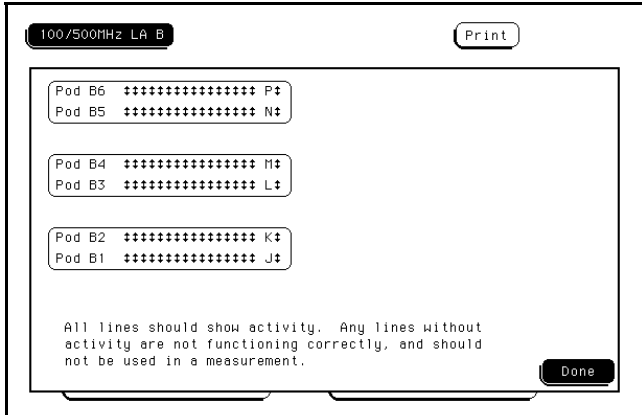 100/500MHz LA B
Print
Pod B6 ↕↕↕↕↕↕↕↕↕↕↕↕↕↕↕↕ P↕
Pod B5 ↕↕↕↕↕↕↕↕↕↕↕↕↕↕↕↕ N↕
Pod B4 ↕↕↕↕↕↕↕↕↕↕↕↕↕↕↕↕ M↕
Pod B3 ↕↕↕↕↕↕↕↕↕↕↕↕↕↕↕↕ L↕
Pod B2 ↕↕↕↕↕↕↕↕↕↕↕↕↕↕↕↕ K↕
Pod B1 ↕↕↕↕↕↕↕↕↕↕↕↕↕↕↕↕ J↕
All lines should show activity. Any lines without
activity are not functioning correctly, and should
not be used in a measurement.
Done